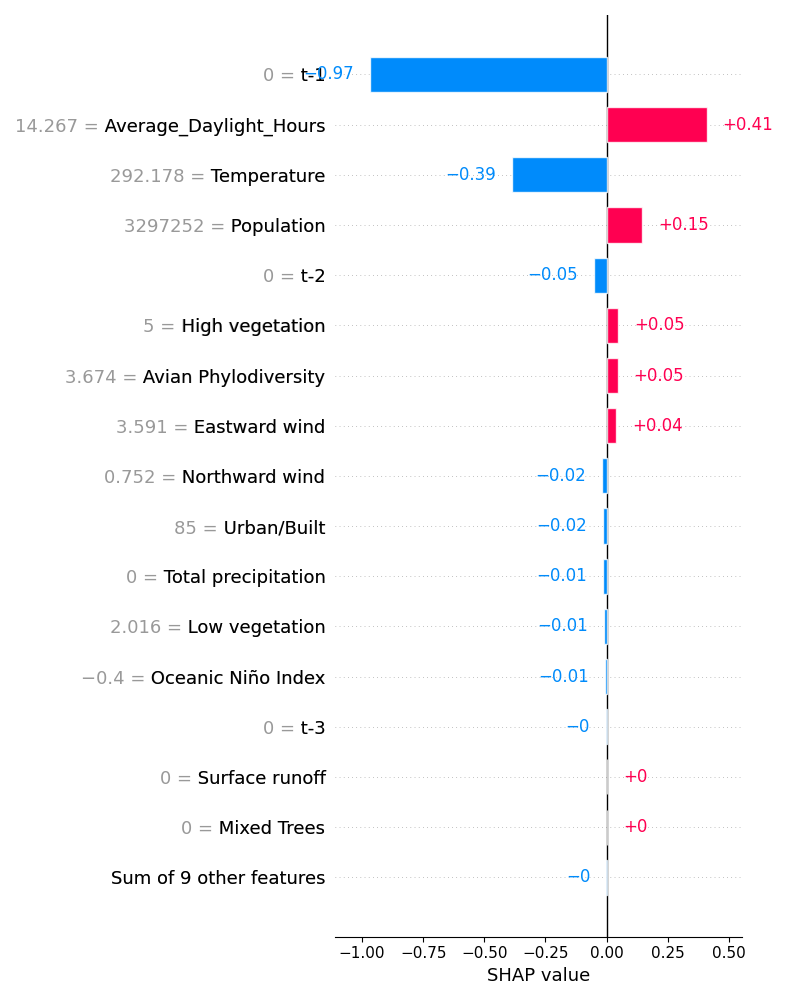 0 = t-1 −0.97
14.267 = Average_Daylight_Hours +0.41
292.178 = Temperature −0.39
3297252 = Population +0.15
0 = t-2 −0.05
5 = High vegetation +0.05
3.674 = Avian Phylodiversity +0.05
3.591 = Eastward wind +0.04
0.752 = Northward wind −0.02
85 = Urban/Built −0.02
0 = Total precipitation −0.01
2.016 = Low vegetation −0.01
−0.4 = Oceanic Niño Index −0.01
0 = t-3 −0
0 = Surface runoff +0
0 = Mixed Trees +0
Sum of 9 other features −0
−1.00 −0.75 −0.50 −0.25 0.00 0.25 0.50
SHAP value